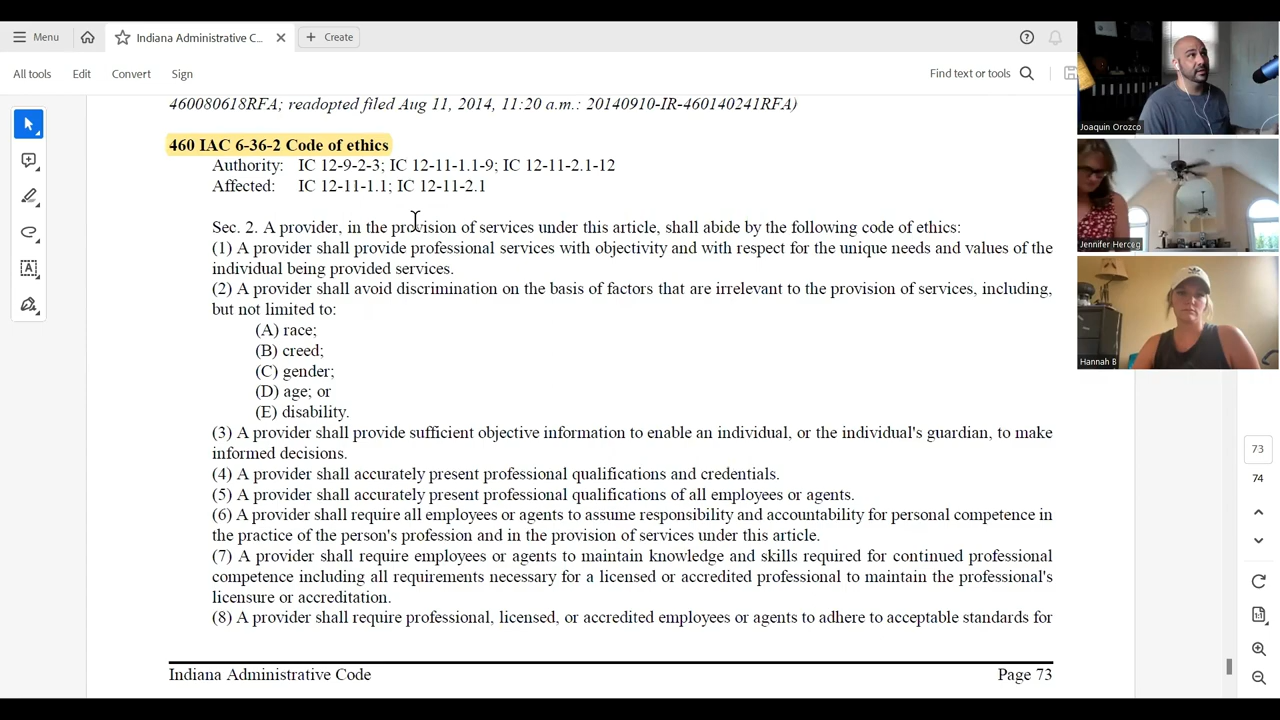 Menu
Indiana Administrative C...
Create
All tools
Edit
Convert
Sign
Find text or tools
460080618RFA; readopted filed Aug 11, 2014, 11:20 a.m.: 20140910-IR-460140241RFA)
460 IAC 6-36-2 Code of ethics
Authority: IC 12-9-2-3; IC 12-11-1.1-9; IC 12-11-2.1-12
Affected: IC 12-11-1.1; IC 12-11-2.1
Sec. 2. A provider, in the provision of services under this article, shall abide by the following code of ethics:
(1) A provider shall provide professional services with objectivity and with respect for the unique needs and values of the
individual being provided services.
(2) A provider shall avoid discrimination on the basis of factors that are irrelevant to the provision of services, including,
but not limited to:
(A) race;
(B) creed;
(C) gender;
(D) age; or
(E) disability.
(3) A provider shall provide sufficient objective information to enable an individual, or the individual's guardian, to make
informed decisions.
(4) A provider shall accurately present professional qualifications and credentials.
(5) A provider shall accurately present professional qualifications of all employees or agents.
(6) A provider shall require all employees or agents to assume responsibility and accountability for personal competence in
the practice of the person's profession and in the provision of services under this article.
(7) A provider shall require employees or agents to maintain knowledge and skills required for continued professional
competence including all requirements necessary for a licensed or accredited professional to maintain the professional's
licensure or accreditation.
(8) A provider shall require professional, licensed, or accredited employees or agents to adhere to acceptable standards for
Indiana Administrative Code Page 73
Joaquin Orozco
Jennifer Herceg
Hannah B
73
74
1:1